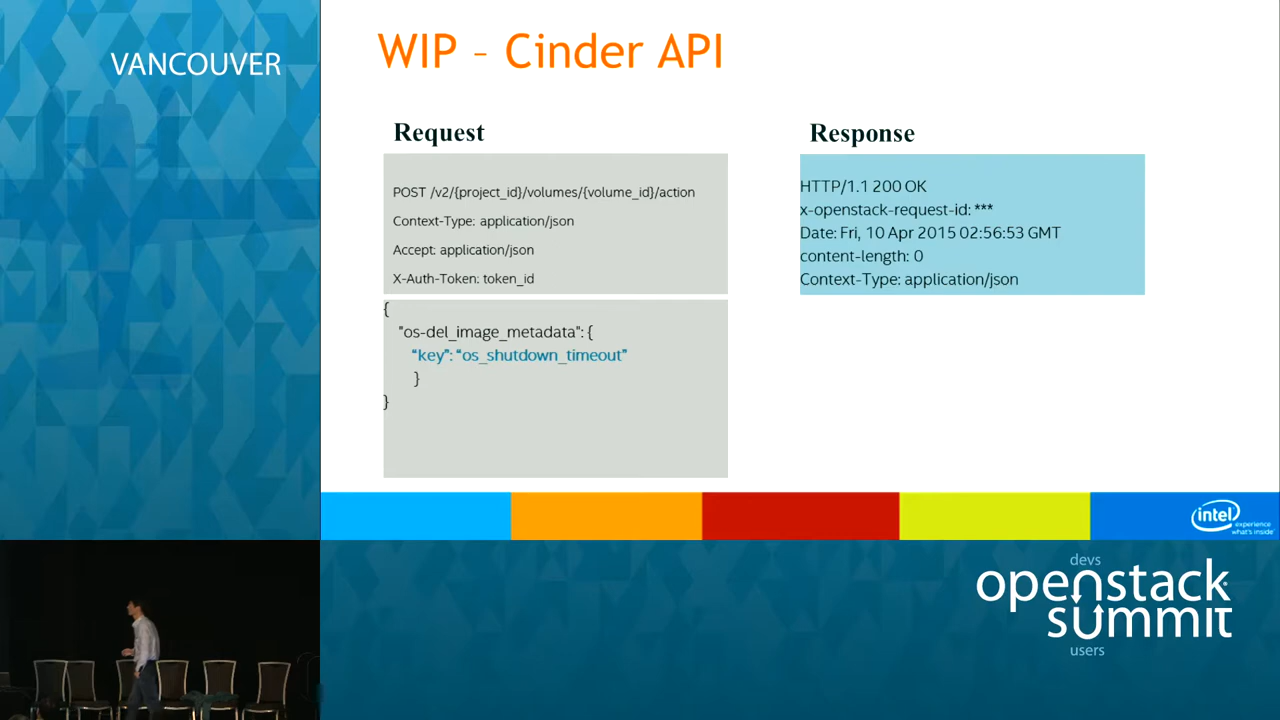 VANCOUVER
WIP – Cinder API
Request
POST /v2/{project_id}/volumes/{volume_id}/action
Context-Type: application/json
Accept: application/json
X-Auth-Token: token_id
{
"os-del_image_metadata": {
“key”: “os_shutdown_timeout”
}
}
Response
HTTP/1.1 200 OK
x-openstack-request-id: ***
Date: Fri, 10 Apr 2015 02:56:53 GMT
content-length: 0
Context-Type: application/json
intel
experience
what's inside
devs
openstack
summit
users